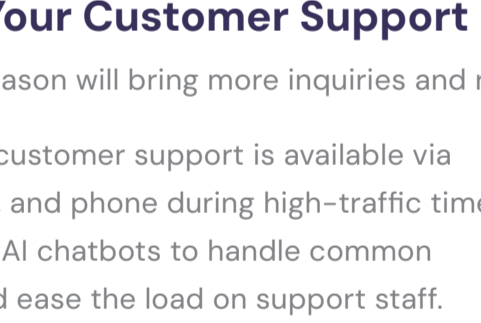 Your Customer Support
ason will bring more inquiries and
customer support is available via
, and phone during high-traffic time
AI chatbots to handle common
d ease the load on support staff.